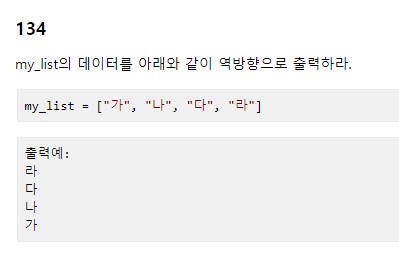 134
my_list의 데이터를 아래와 같이 역방향으로 출력하라.
my_list = ["가", "나", "다", "라"]
출력예:
라
다
나
가